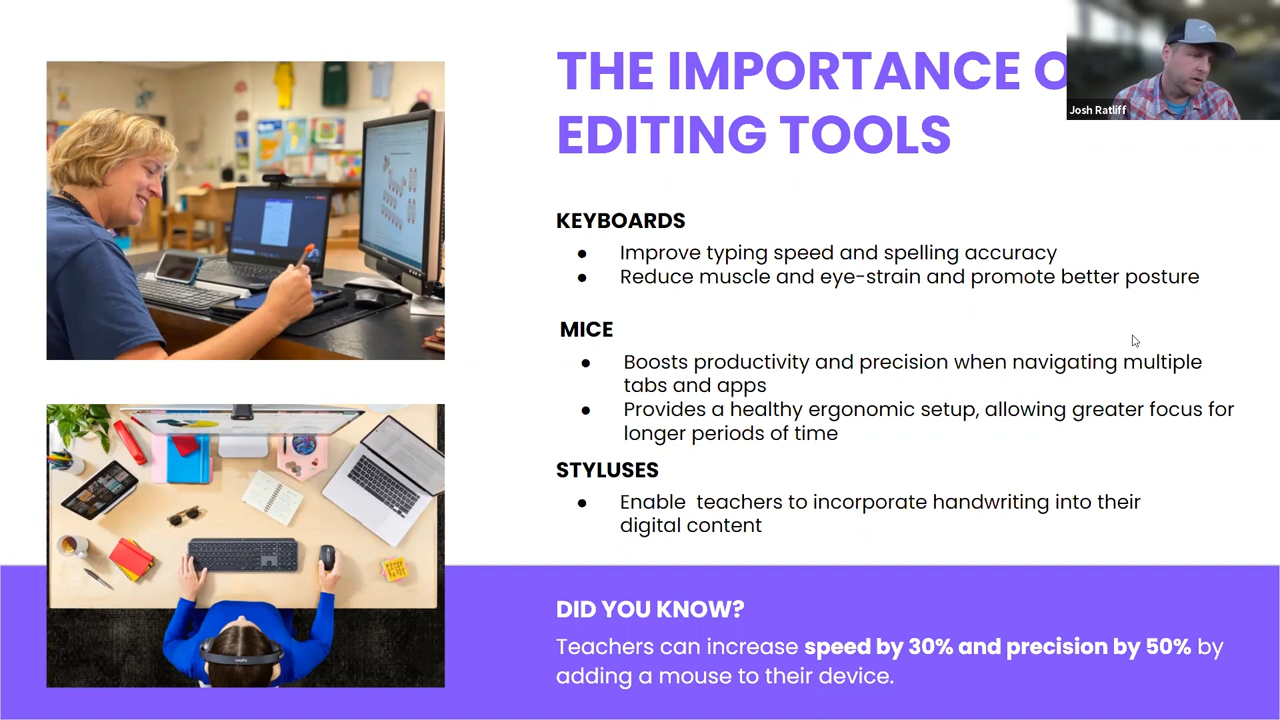 THE IMPORTANCE O
EDITING TOOLS
Josh Ratliff
KEYBOARDS
● Improve typing speed and spelling accuracy
● Reduce muscle and eye-strain and promote better posture
MICE
● Boosts productivity and precision when navigating multiple
tabs and apps
● Provides a healthy ergonomic setup, allowing greater focus for
longer periods of time
STYLUSES
● Enable teachers to incorporate handwriting into their
digital content
DID YOU KNOW?
Teachers can increase speed by 30% and precision by 50% by
adding a mouse to their device.